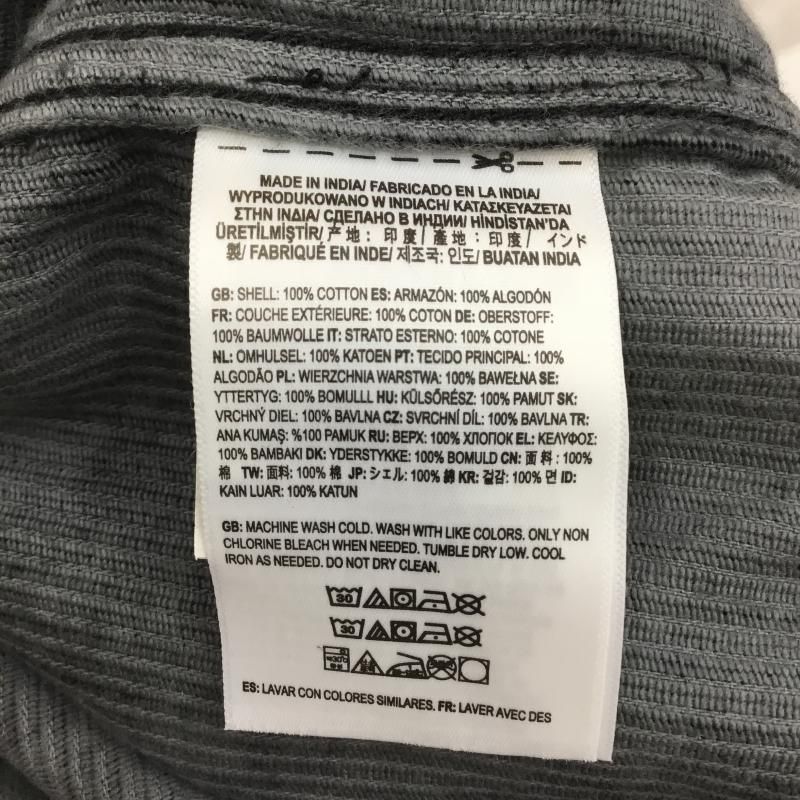 MADE IN INDIA/ FABRICADO EN LA INDIA/
WYPRODUKOWANO W INDIACH/ ΚΑΤΑΣΚΕΥΑΖΕΤΑΙ
ΣΤΗΝ ΙΝΔΙΑ/ СДЕЛАНО В ИНДИИ/ HİNDİSTAN'DA
ÜRETİLMİŞTİR/ 产地: 印度/ 產地: 印度/ インド
製/ FABRIQUÉ EN INDE/ 제조국: 인도/ BUATAN INDIA
GB: SHELL: 100% COTTON ES: ARMAZÓN: 100% ALGODÓN
FR: COUCHE EXTÉRIEURE: 100% COTON DE: OBERSTOFF:
100% BAUMWOLLE IT: STRATO ESTERNO: 100% COTONE
NL: OMHULSEL: 100% KATOEN PT: TECIDO PRINCIPAL: 100%
ALGODÃO PL: WIERZCHNIA WARSTWA: 100% BAWEŁNA SE:
YTTERTYG: 100% BOMULLL HU: KÜLSŐRÉSZ: 100% PAMUT SK:
VRCHNÝ DIEL: 100% BAVLNA CZ: SVRCHNÍ DÍL: 100% BAVLNA TR:
ANA KUMAŞ: %100 PAMUK RU: ВЕРХ: 100% ХЛОПОК EL: ΚΕΛΥΦΟΣ:
100% ΒΑΜΒΑΚΙ DK: YDERSTYKKE: 100% BOMULD CN: 面料: 100%
棉 TW: 面料: 100% 棉 JP: シェル: 100% 綿 KR: 겉감: 100% 면 ID:
KAIN LUAR: 100% KATUN
GB: MACHINE WASH COLD. WASH WITH LIKE COLORS. ONLY NON
CHLORINE BLEACH WHEN NEEDED. TUMBLE DRY LOW. COOL
IRON AS NEEDED. DO NOT DRY CLEAN.
30
30
ES: LAVAR CON COLORES SIMILARES. FR: LAVER AVEC DES